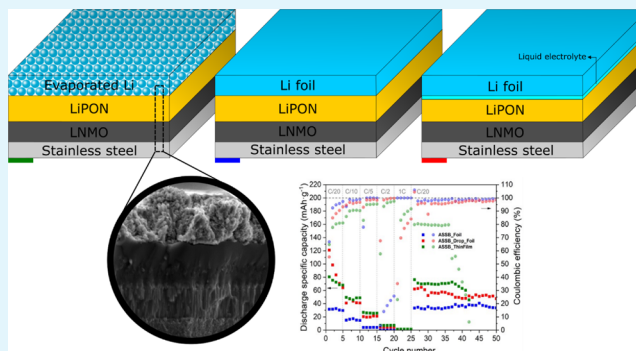 Liquid electrolyte
Evaporated Li
LiPON
LNMO
Stainless steel
Li foil
LiPON
LNMO
Stainless steel
Li foil
LiPON
LNMO
Stainless steel
Discharge specific capacity (mAh·g⁻¹)
220
200
180
160
140
120
100
80
60
40
20
0
C/20
C/10
C/5
C/2
1C
C/20
ASSB_Foil
ASSB_Drop_Foil
ASSB_ThinFilm
0
5
10
15
20
25
30
35
40
45
50
Cycle number
100
90
80
70
60
50
40
30
20
10
0
Coulombic efficiency (%)